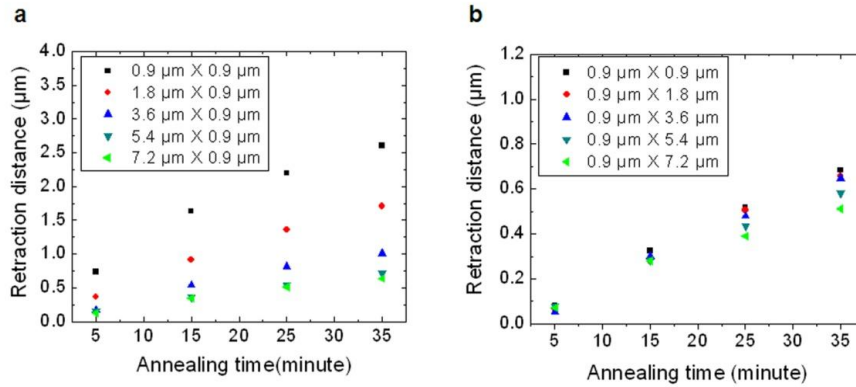 a
4.0
3.5
3.0
2.5
2.0
1.5
1.0
0.5
0.0
Retraction distance (μm)
0.9 μm X 0.9 μm
1.8 μm X 0.9 μm
3.6 μm X 0.9 μm
5.4 μm X 0.9 μm
7.2 μm X 0.9 μm
5 10 15 20 25 30 35
Annealing time(minute)
b
1.2
1.0
0.8
0.6
0.4
0.2
0.0
Retraction distance (μm)
0.9 μm X 0.9 μm
0.9 μm X 1.8 μm
0.9 μm X 3.6 μm
0.9 μm X 5.4 μm
0.9 μm X 7.2 μm
5 10 15 20 25 30 35
Annealing time (minute)